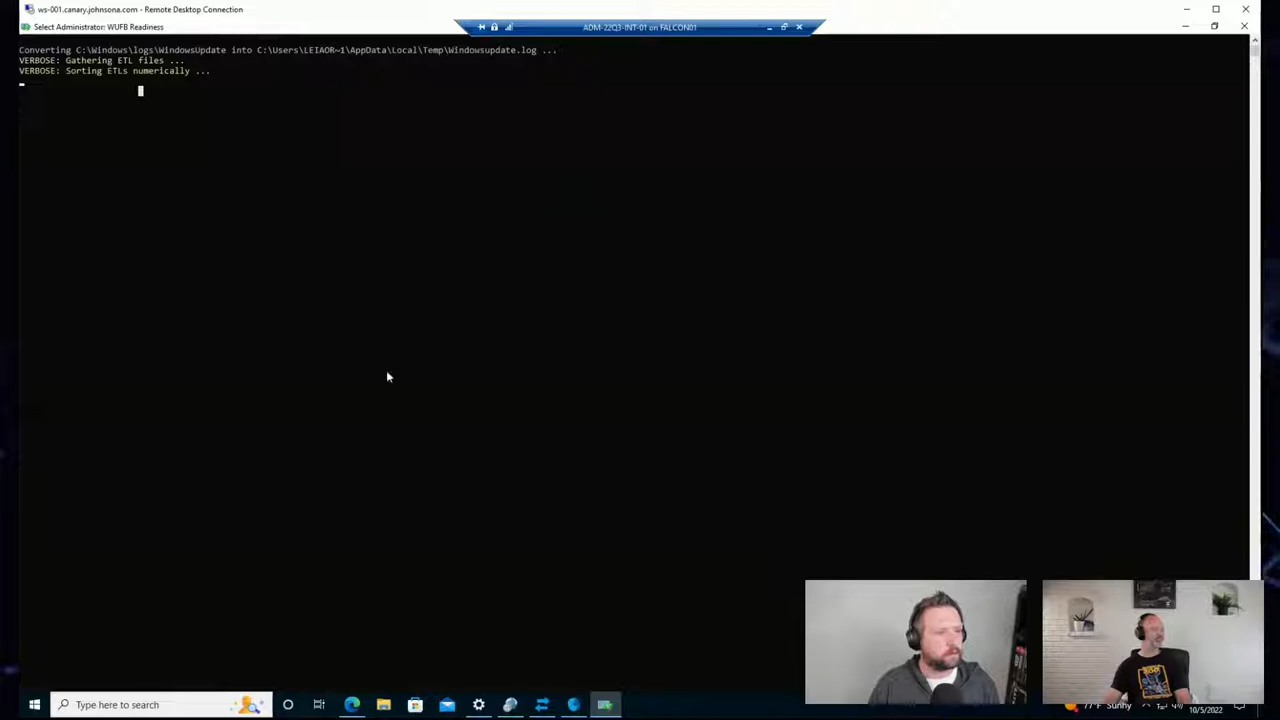 ws-001.canary.johnsona.com - Remote Desktop Connection
Select Administrator: WUFB Readiness
ADM-22Q3-INT-01 on FALCON01
Converting C:\Windows\logs\WindowsUpdate into C:\Users\LEIAOR~1\AppData\Local\Temp\Windowsupdate.log ...
VERBOSE: Gathering ETL files ...
VERBOSE: Sorting ETLs numerically ...
Type here to search
77°F Sunny
10/5/2022